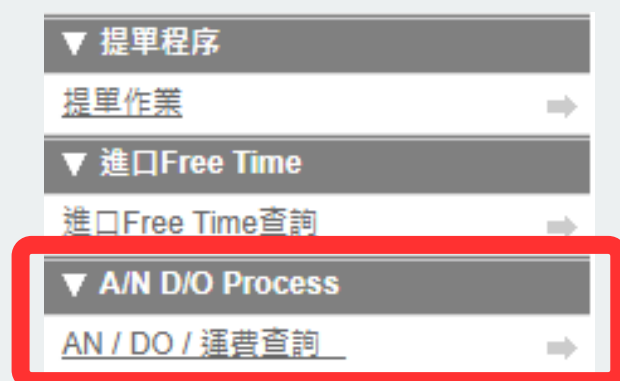 ▼ 提單程序
提單作業
▼ 進口Free Time
進口Free Time查詢
▼ A/N D/O Process
AN / DO / 運費查詢